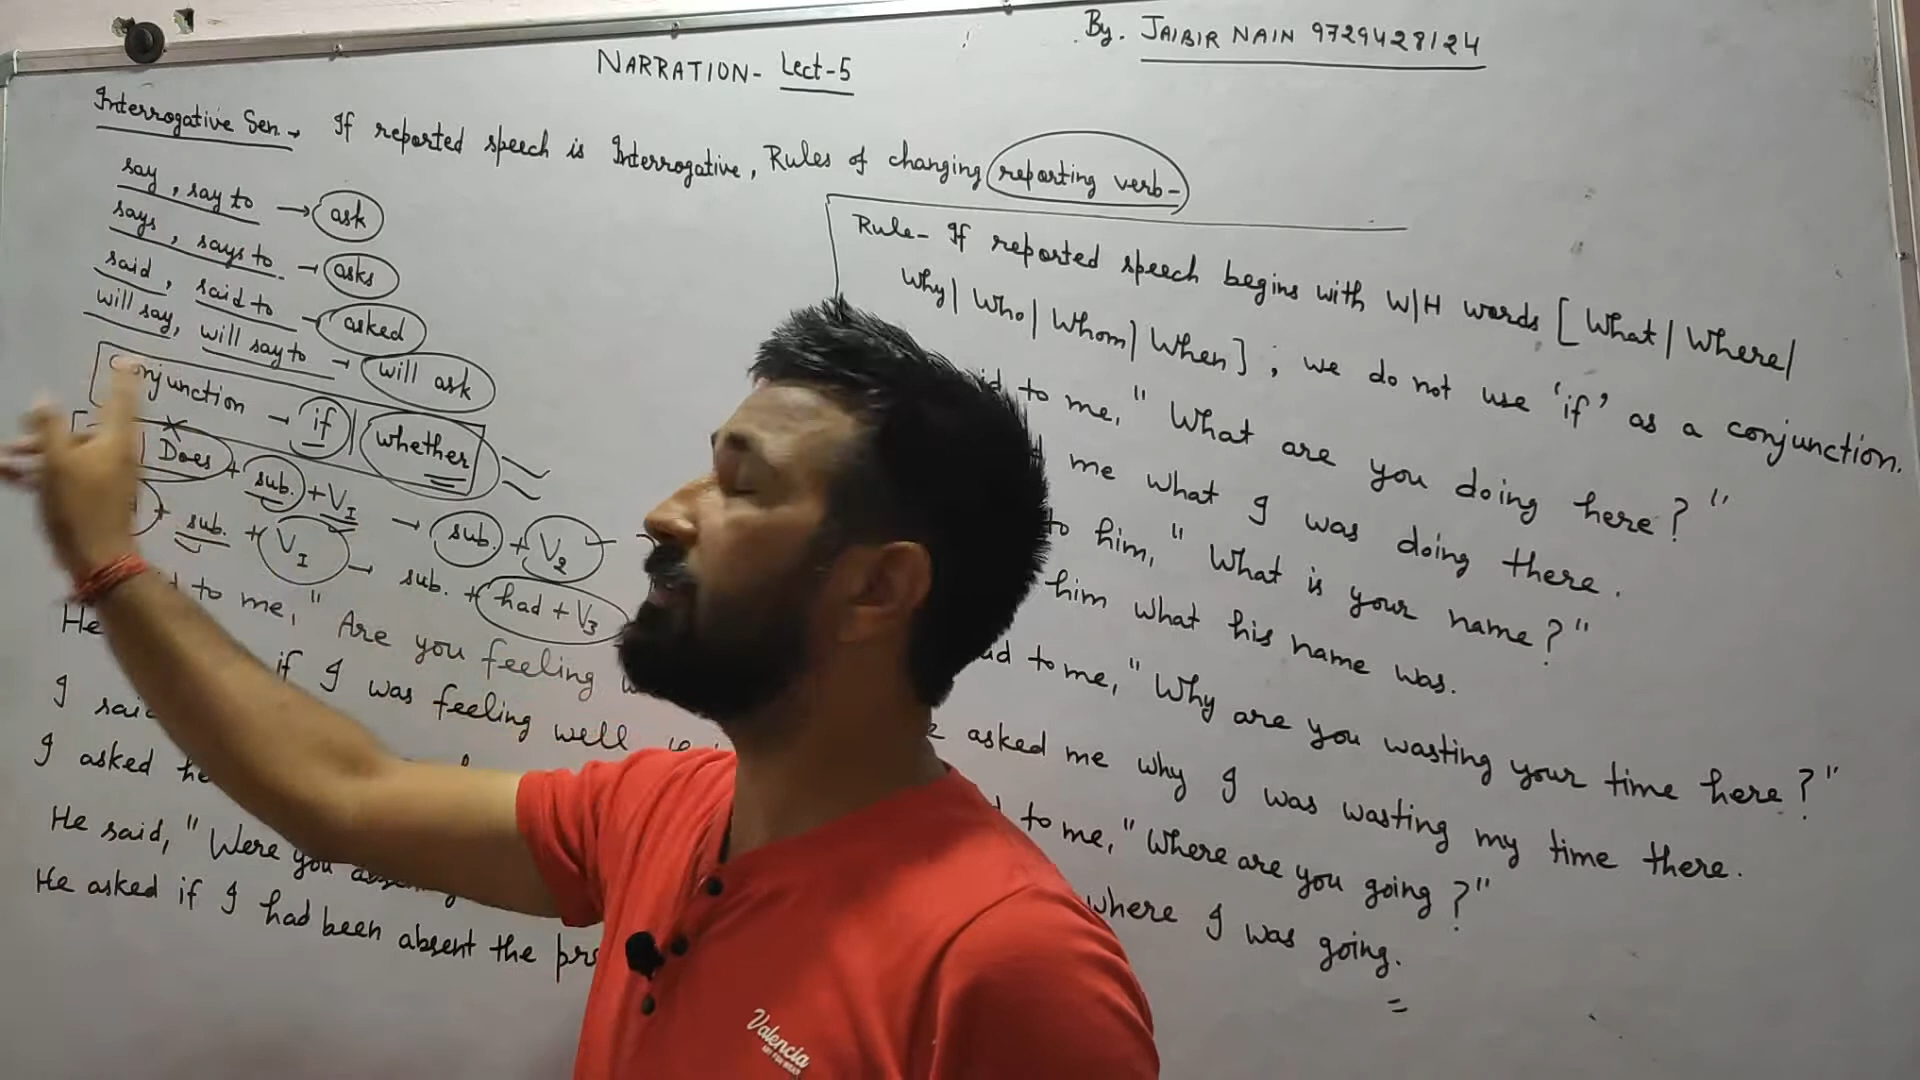 NARRATION- Lect-5
By. JAIBIR NAIN 9729428124
Interrogative Sen. → If reported speech is Interrogative, Rules of changing reporting verb-
say, say to → ask
says, says to → asks
said, said to → asked
will say, will say to → will ask
Conjunction → if | whether
Does + sub. + V1 → sub. + V2
+ sub. + V1 → sub. + had + V3
to me, " Are you feeling
He if I was feeling well
I said
I asked he
He said, "Were you
He asked if I had been absent the
Rule- If reported speech begins with W/H words [What/ Where/
Why/ Who/ Whom/ When], we do not use 'if' as a conjunction.
to me, " What are you doing here? "
me what I was doing there.
to him, " What is your name? "
him what his name was.
to me, " Why are you wasting your time here? "
asked me why I was wasting my time there.
to me, " Where are you going? "
where I was going.
Valencia